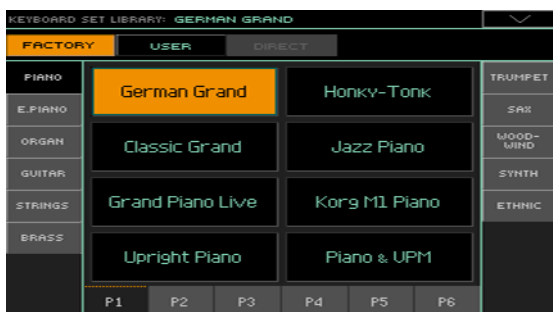 KEYBOARD SET LIBRARY: GERMAN GRAND
FACTORY USER DIRECT
PIANO
E.PIANO
ORGAN
GUITAR
STRINGS
BRASS
German Grand Honky-Tonk
Classic Grand Jazz Piano
Grand Piano Live Korg M1 Piano
Upright Piano Piano & UPM
P1 P2 P3 P4 P5 P6
TRUMPET
SAX
WOOD-
WIND
SYNTH
ETHNIC